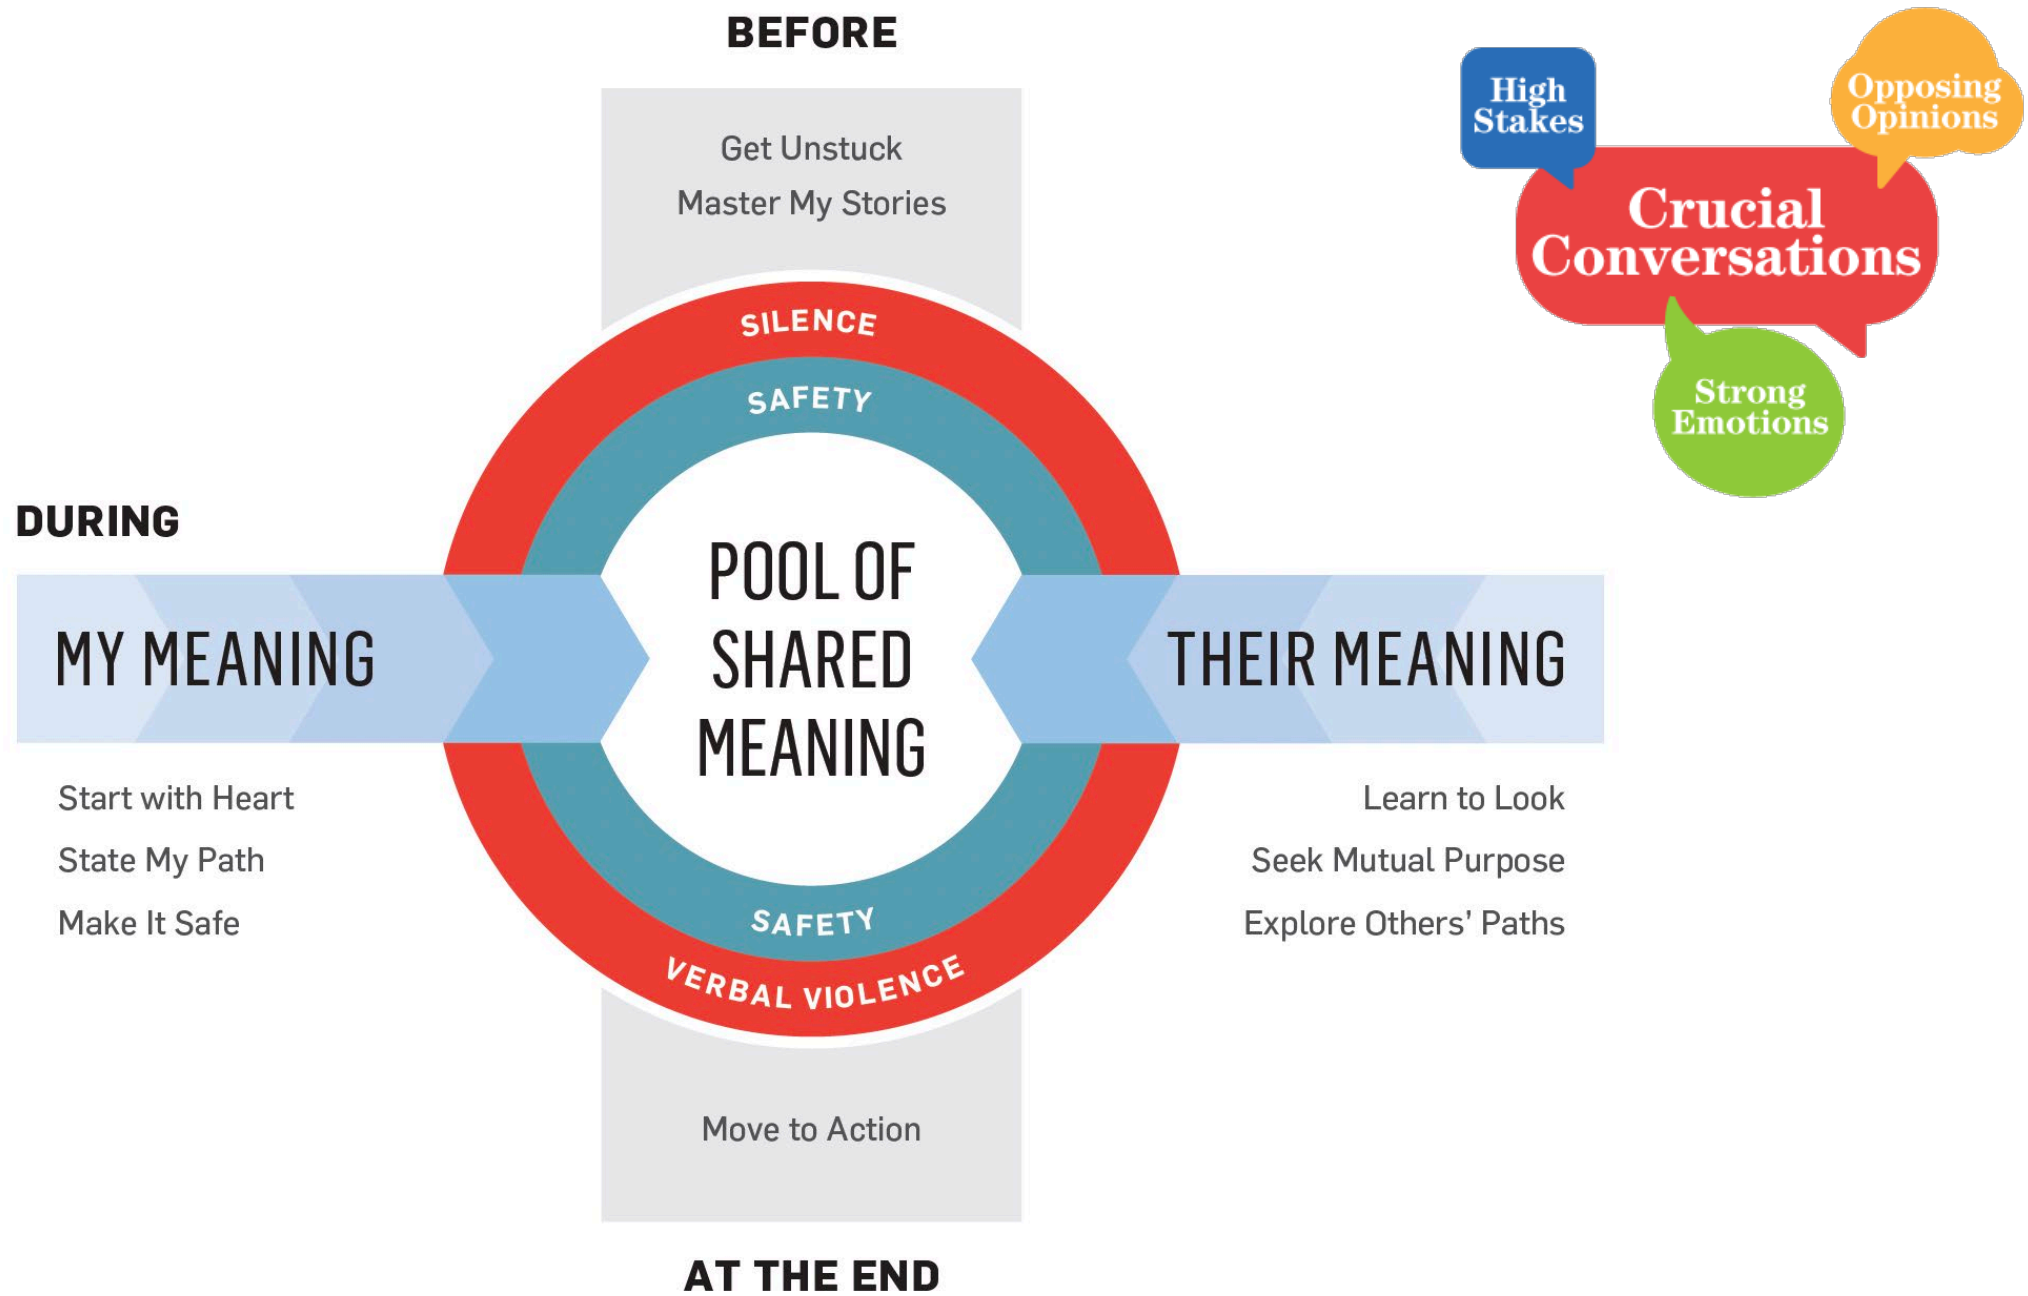 BEFORE
Get Unstuck
Master My Stories
High
Stakes
Opposing
Opinions
Crucial
Conversations
Strong
Emotions
SILENCE
SAFETY
DURING
MY MEANING
POOL OF
SHARED
MEANING
THEIR MEANING
Start with Heart
State My Path
Make It Safe
Learn to Look
Seek Mutual Purpose
Explore Others’ Paths
SAFETY
VERBAL VIOLENCE
Move to Action
AT THE END